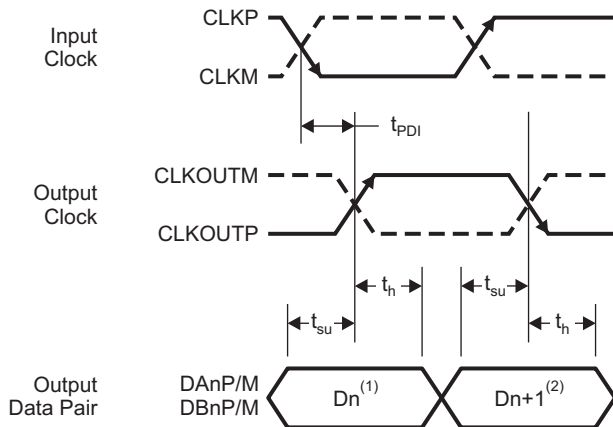 Input
Clock
CLKP
CLKM
t_PDI
Output
Clock
CLKOUTM
CLKOUTP
t_su
t_h
t_su
t_h
Output
Data Pair
DAnP/M
DBnP/M
Dn(1)
Dn+1(2)